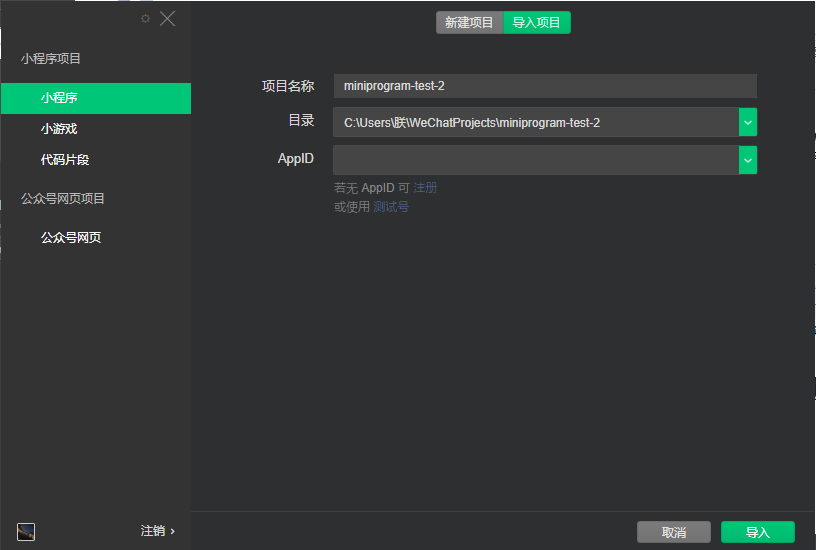 新建项目 导入项目
小程序项目
小程序
小游戏
代码片段
公众号网页项目
公众号网页
项目名称 miniprogram-test-2
目录 C:\Users\朕\WeChatProjects\miniprogram-test-2
AppID
若无 AppID 可 注册
或使用 测试号
注销 ›
取消 导入